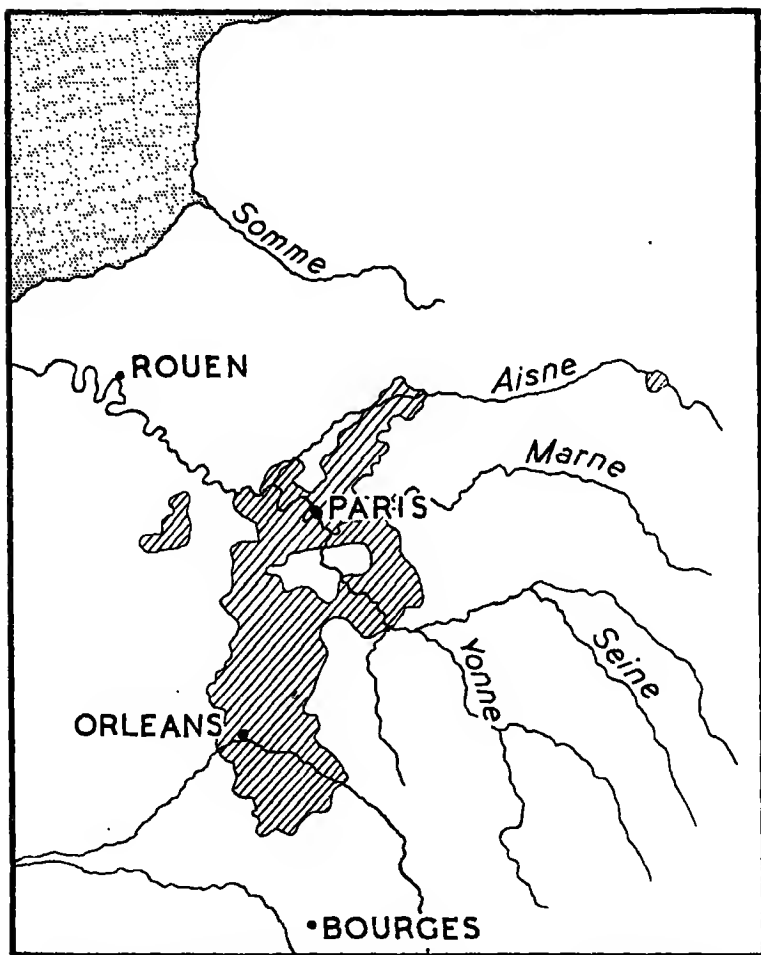 Somme
ROUEN
Aisne
Marne
PARIS
Seine
Yonne
ORLEANS
BOURGES